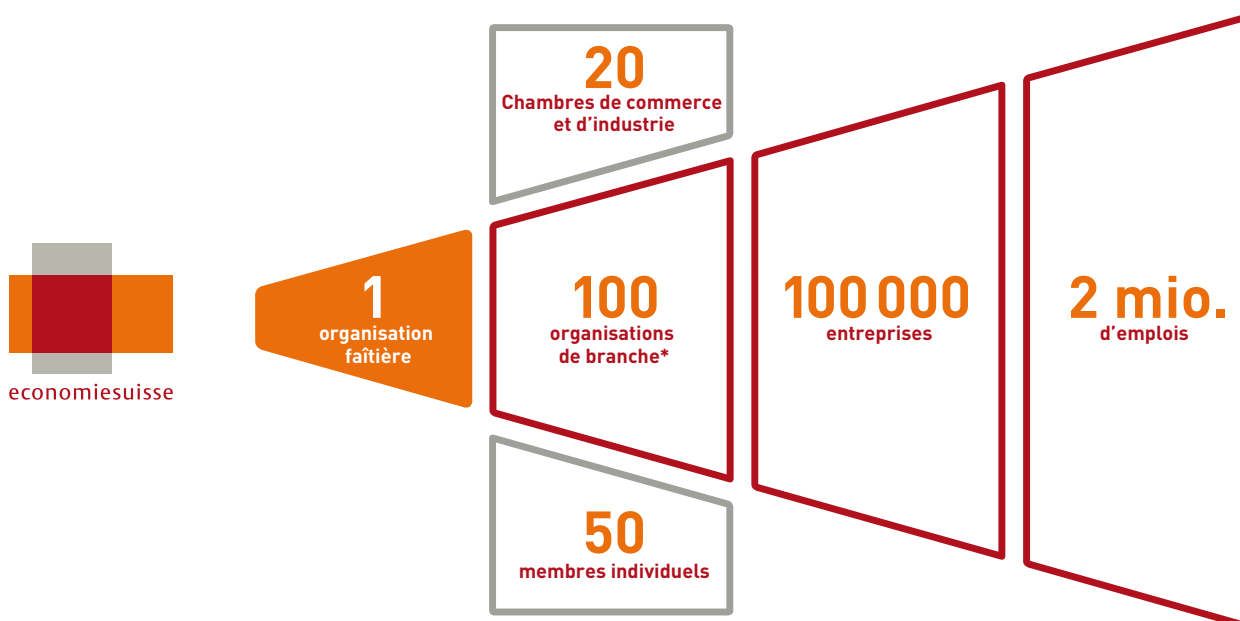 economiesuisse
1
organisation
faîtière
20
Chambres de commerce
et d’industrie
100
organisations
de branche*
50
membres individuels
100 000
entreprises
2 mio.
d’emplois